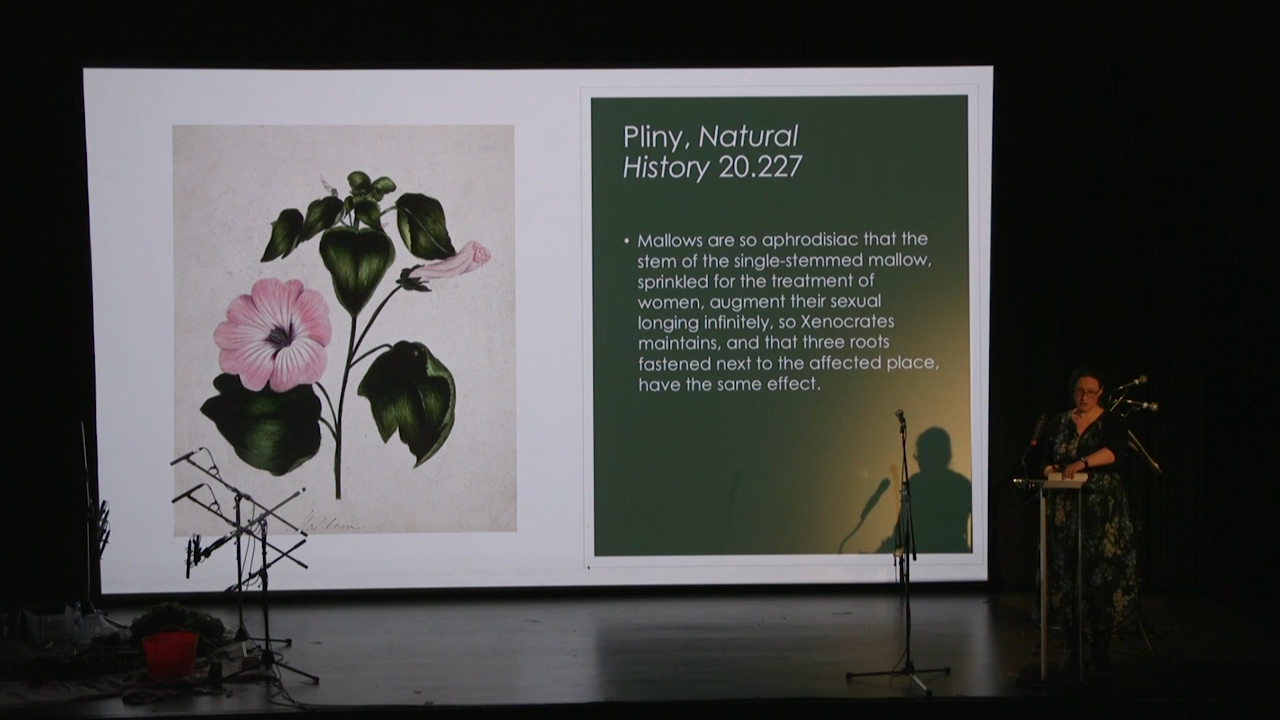 Pliny, Natural
History 20.227
• Mallows are so aphrodisiac that the
stem of the single-stemmed mallow,
sprinkled for the treatment of
women, augment their sexual
longing infinitely, so Xenocrates
maintains, and that three roots
fastened next to the affected place,
have the same effect.